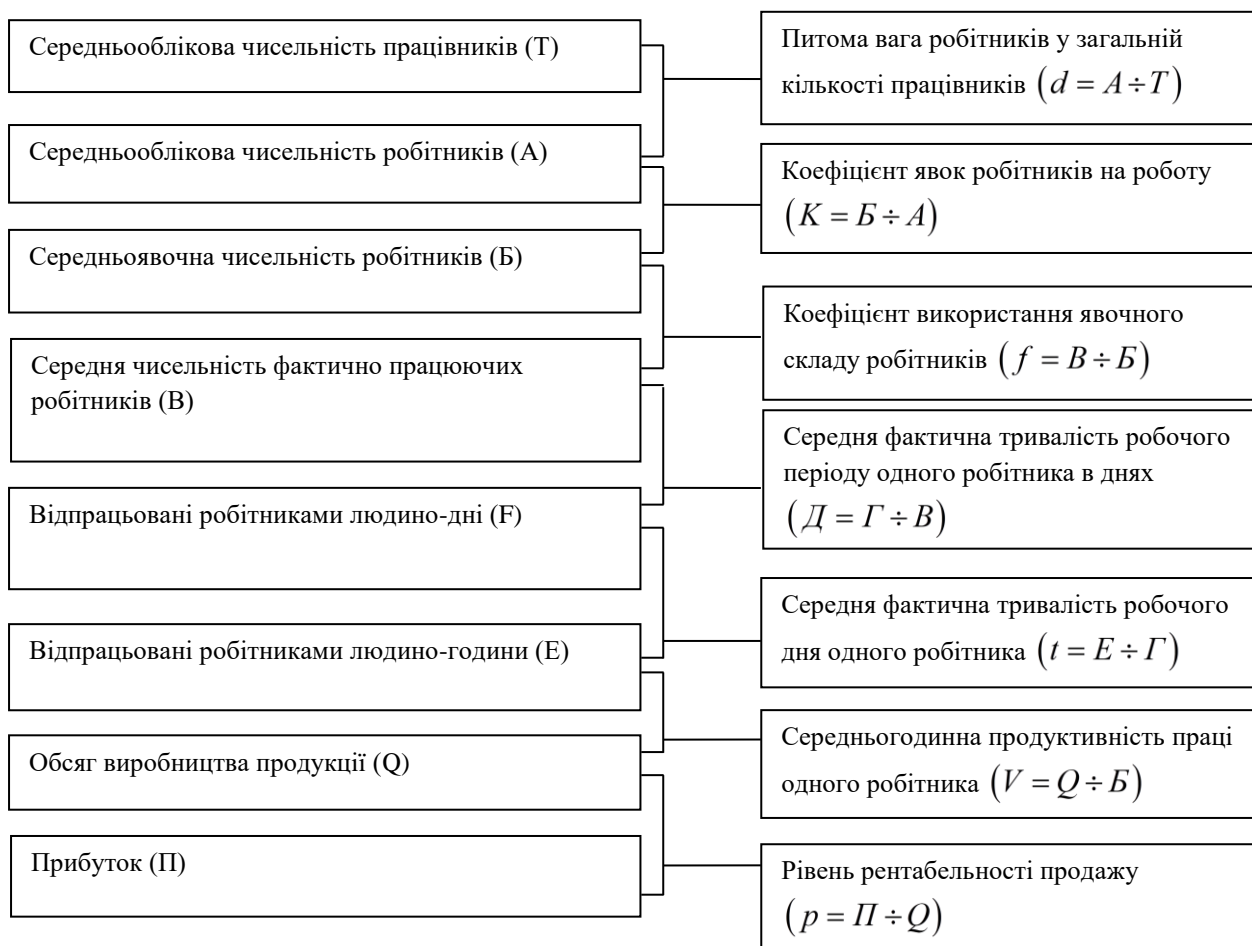 Середньооблікова чисельність працівників (Т)
Середньооблікова чисельність робітників (А)
Середньоявочна чисельність робітників (Б)
Середня чисельність фактично працюючих
робітників (В)
Відпрацьовані робітниками людино-дні (F)
Відпрацьовані робітниками людино-години (Е)
Обсяг виробництва продукції (Q)
Прибуток (П)
Питома вага робітників у загальній
кількості працівників (d = A ÷ T)
Коефіцієнт явок робітників на роботу
(K = Б ÷ A)
Коефіцієнт використання явочного
складу робітників (f = B ÷ Б)
Середня фактична тривалість робочого
періоду одного робітника в днях
(Д = Г ÷ В)
Середня фактична тривалість робочого
дня одного робітника (t = E ÷ Г)
Середньогодинна продуктивність праці
одного робітника (V = Q ÷ Б)
Рівень рентабельності продажу
(p = П ÷ Q)